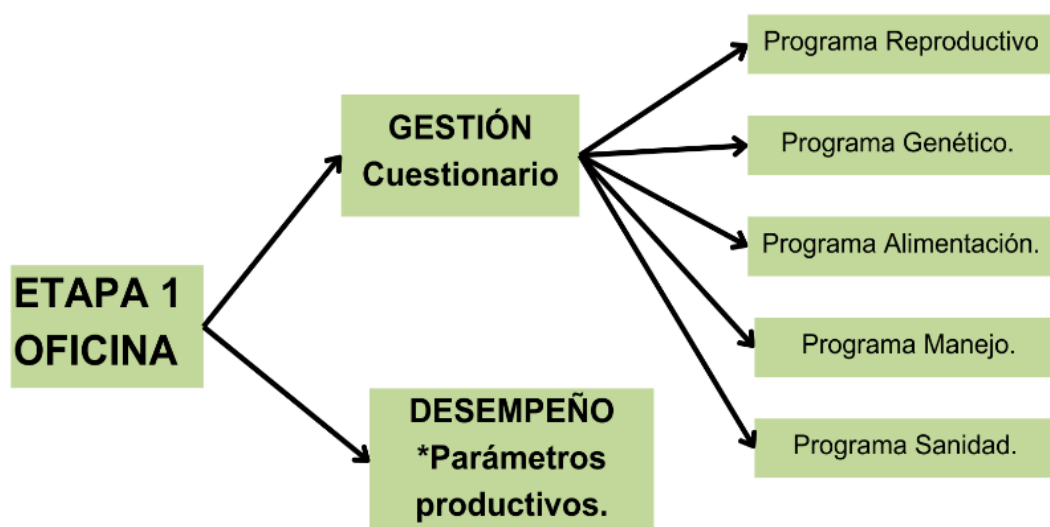 ETAPA 1
OFICINA
GESTIÓN
Cuestionario
DESEMPEÑO
*Parámetros
productivos.
Programa Reproductivo
Programa Genético.
Programa Alimentación.
Programa Manejo.
Programa Sanidad.